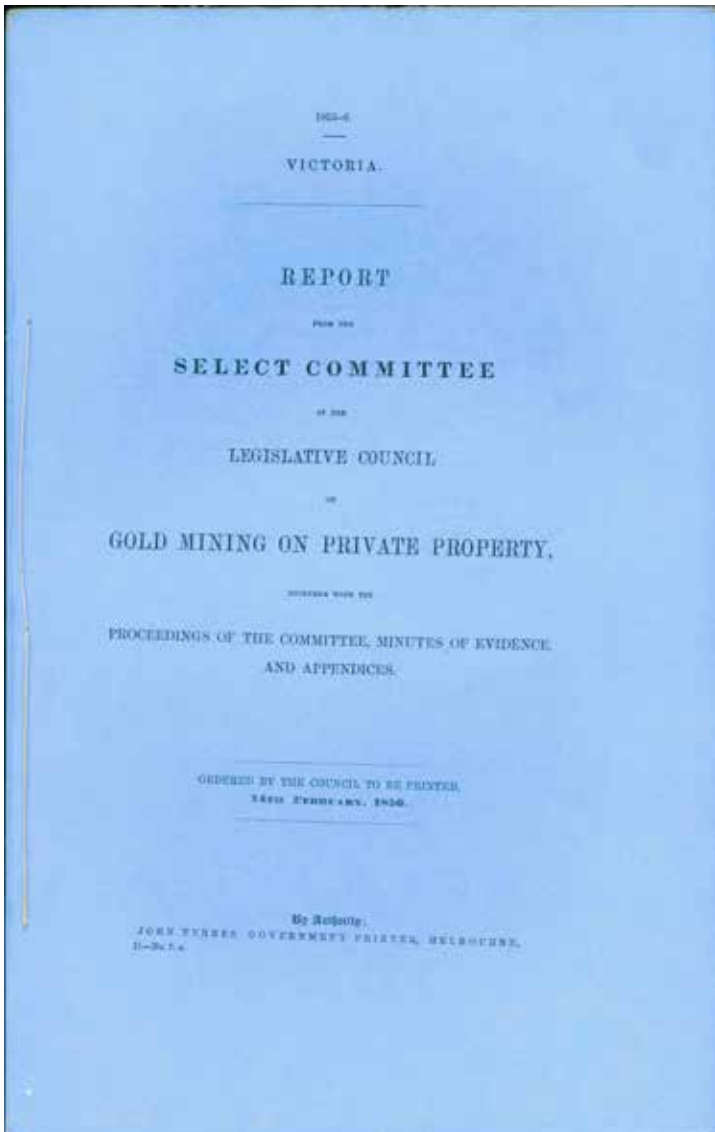 1855–6.
VICTORIA.
REPORT
FROM THE
SELECT COMMITTEE
OF THE
LEGISLATIVE COUNCIL
ON
GOLD MINING ON PRIVATE PROPERTY,
TOGETHER WITH THE
PROCEEDINGS OF THE COMMITTEE, MINUTES OF EVIDENCE,
AND APPENDICES.
ORDERED BY THE COUNCIL TO BE PRINTED,
FEBRUARY, 1856.
By Authority:
JOHN FERRES, GOVERNMENT PRINTER, MELBOURNE.